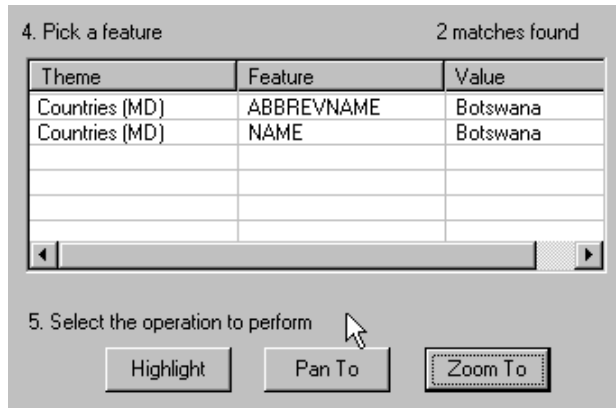 4. Pick a feature 2 matches found
Theme Feature Value
Countries (MD) ABBREVNAME Botswana
Countries (MD) NAME Botswana
5. Select the operation to perform
Highlight Pan To Zoom To